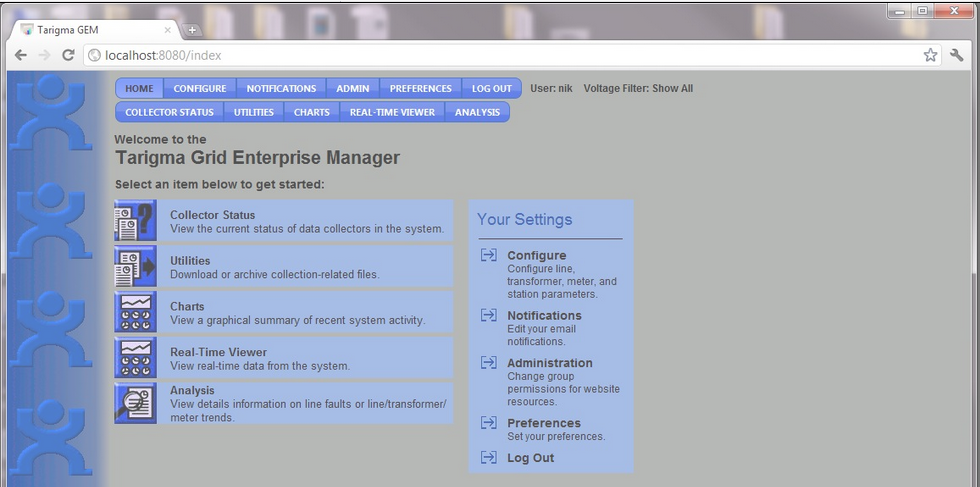 Tarigma GEM
localhost:8080/index
HOME CONFIGURE NOTIFICATIONS ADMIN PREFERENCES LOG OUT User: nik Voltage Filter: Show All
COLLECTOR STATUS UTILITIES CHARTS REAL-TIME VIEWER ANALYSIS
Welcome to the
Tarigma Grid Enterprise Manager
Select an item below to get started:
Collector Status
View the current status of data collectors in the system.
Utilities
Download or archive collection-related files.
Charts
View a graphical summary of recent system activity.
Real-Time Viewer
View real-time data from the system.
Analysis
View details information on line faults or line/transformer/
meter trends.
Your Settings
Configure
Configure line,
transformer, meter, and
station parameters.
Notifications
Edit your email
notifications.
Administration
Change group
permissions for website
resources.
Preferences
Set your preferences.
Log Out